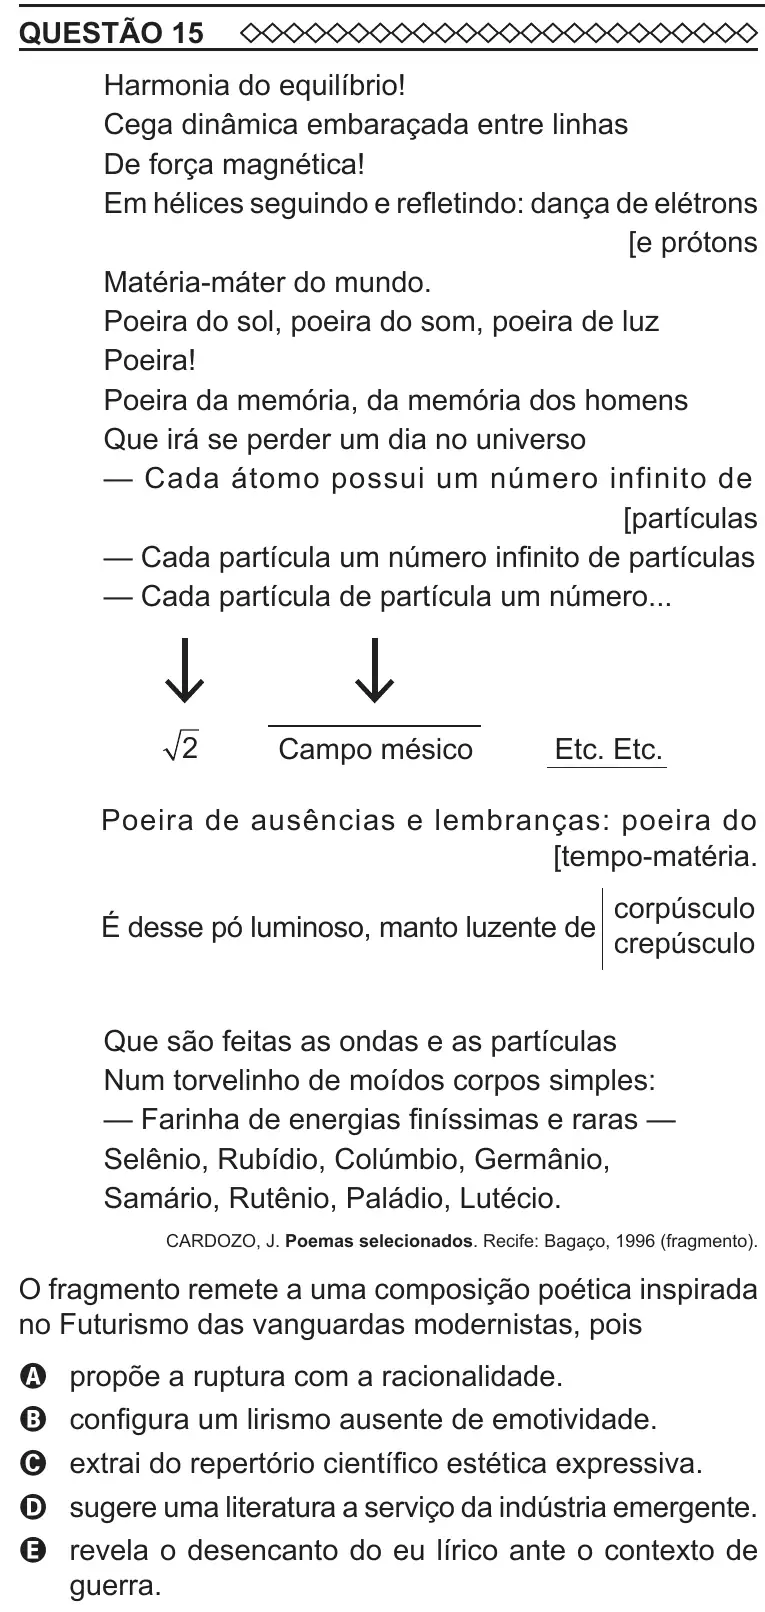 QUESTÃO 15
Harmonia do equilíbrio!
Cega dinâmica embaraçada entre linhas
De força magnética!
Em hélices seguindo e refletindo: dança de elétrons
[e prótons
Matéria-máter do mundo.
Poeira do sol, poeira do som, poeira de luz
Poeira!
Poeira da memória, da memória dos homens
Que irá se perder um dia no universo
— Cada átomo possui um número infinito de
[partículas
— Cada partícula um número infinito de partículas
— Cada partícula de partícula um número...
√2 Campo mésico Etc. Etc.
Poeira de ausências e lembranças: poeira do
[tempo-matéria.
É desse pó luminoso, manto luzente de
corpúsculo
crepúsculo
Que são feitas as ondas e as partículas
Num torvelinho de moídos corpos simples:
— Farinha de energias finíssimas e raras —
Selênio, Rubídio, Colúmbio, Germânio,
Samário, Rutênio, Paládio, Lutécio.
CARDOZO, J. Poemas selecionados. Recife: Bagaço, 1996 (fragmento).
O fragmento remete a uma composição poética inspirada
no Futurismo das vanguardas modernistas, pois
A propõe a ruptura com a racionalidade.
B configura um lirismo ausente de emotividade.
C extrai do repertório científico estética expressiva.
D sugere uma literatura a serviço da indústria emergente.
E revela o desencanto do eu lírico ante o contexto de
guerra.